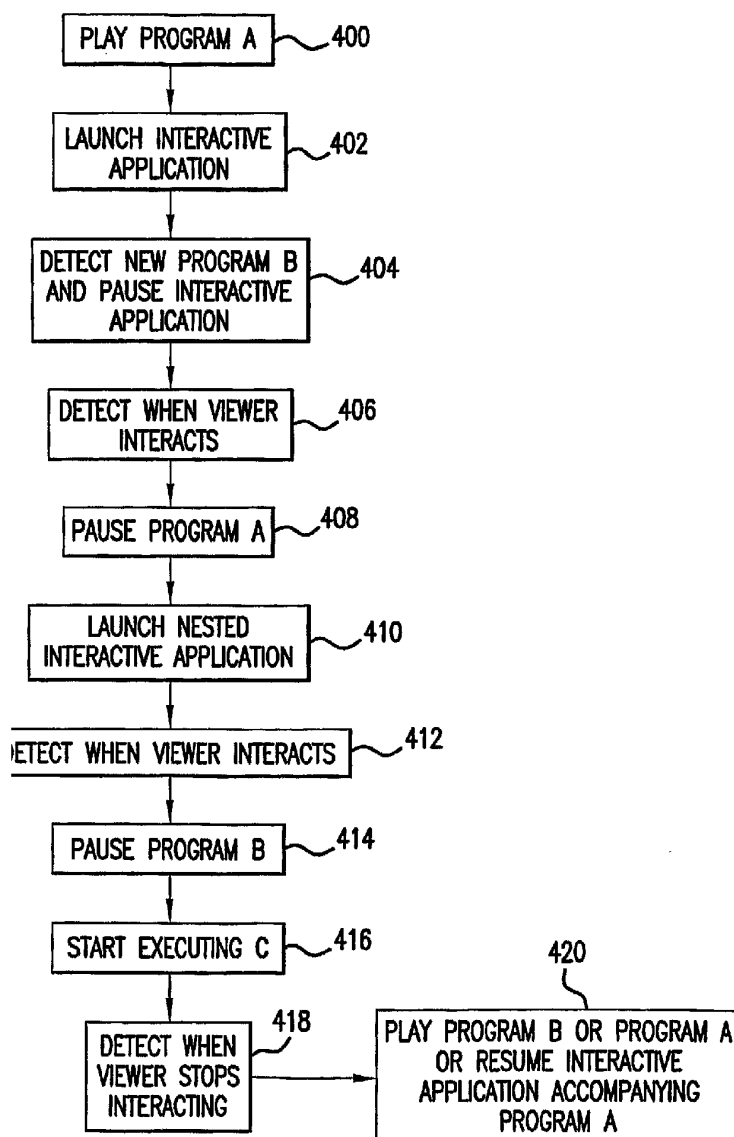 PLAY PROGRAM A
400
LAUNCH INTERACTIVE
APPLICATION
402
DETECT NEW PROGRAM B
AND PAUSE INTERACTIVE
APPLICATION
404
DETECT WHEN VIEWER
INTERACTS
406
PAUSE PROGRAM A
408
LAUNCH NESTED
INTERACTIVE APPLICATION
410
DETECT WHEN VIEWER INTERACTS
412
PAUSE PROGRAM B
414
START EXECUTING C
416
DETECT WHEN
VIEWER STOPS
INTERACTING
418
420
PLAY PROGRAM B OR PROGRAM A
OR RESUME INTERACTIVE
APPLICATION ACCOMPANYING
PROGRAM A